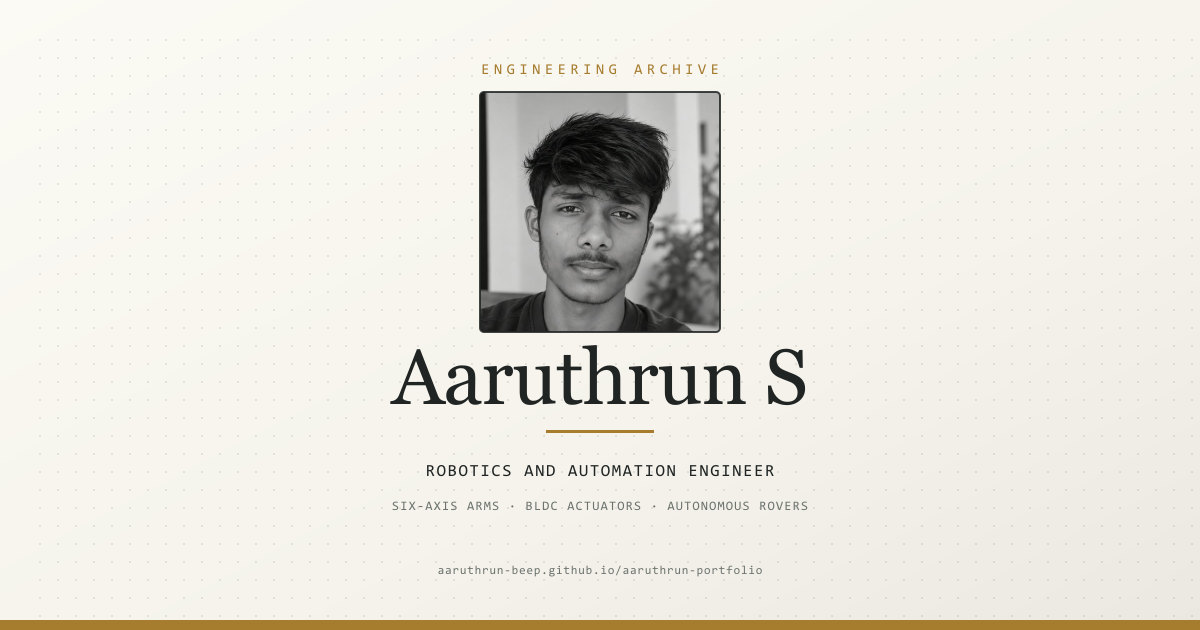 ENGINEERING ARCHIVE
Aaruthrun S
ROBOTICS AND AUTOMATION ENGINEER
SIX-AXIS ARMS · BLDC ACTUATORS · AUTONOMOUS ROVERS
aaruthrun-beep.github.io/aaruthrun-portfolio